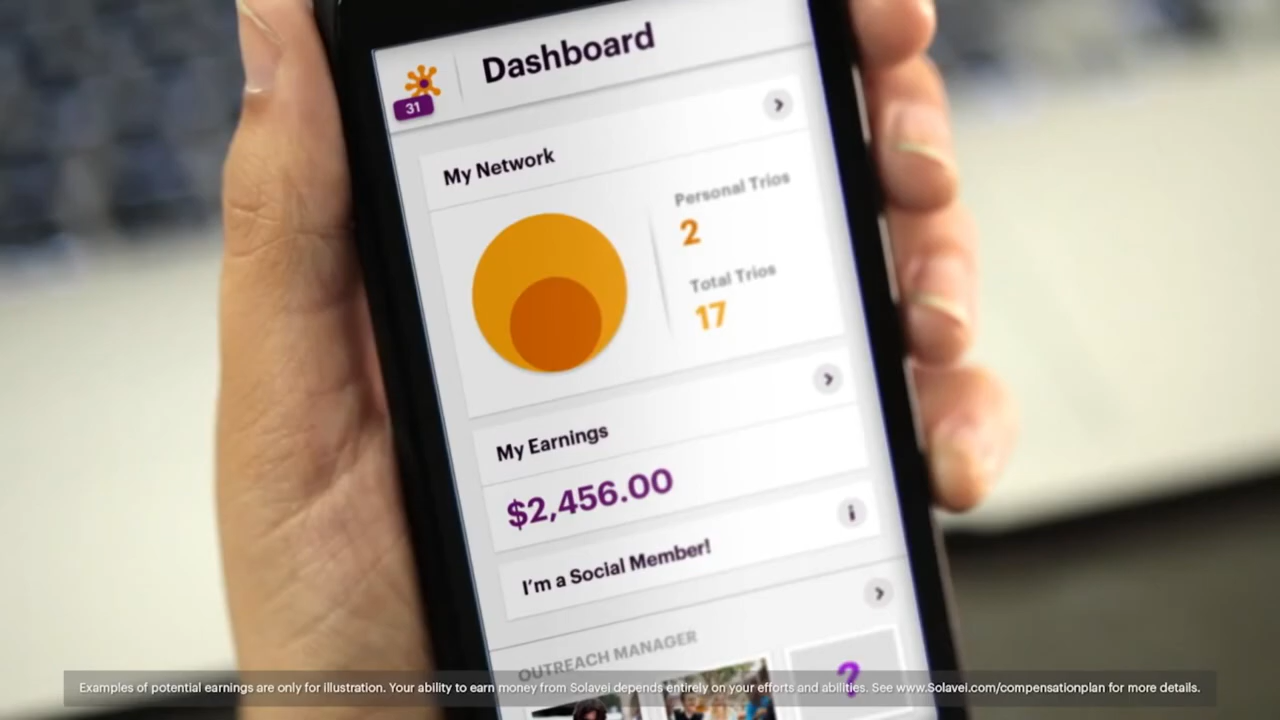 Dashboard
31
My Network
Personal Trios
2
Total Trios
17
My Earnings
$2,456.00
I'm a Social Member!
OUTREACH MANAGER
?
Examples of potential earnings are only for illustration. Your ability to earn money from Solavei depends entirely on your efforts and abilities. See www.Solavei.com/compensationplan for more details.